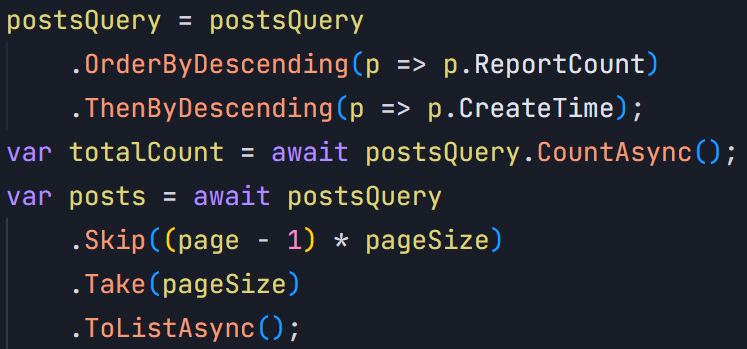 postsQuery = postsQuery
    .OrderByDescending(p => p.ReportCount)
    .ThenByDescending(p => p.CreateTime);
var totalCount = await postsQuery.CountAsync();
var posts = await postsQuery
    .Skip((page - 1) * pageSize)
    .Take(pageSize)
    .ToListAsync();